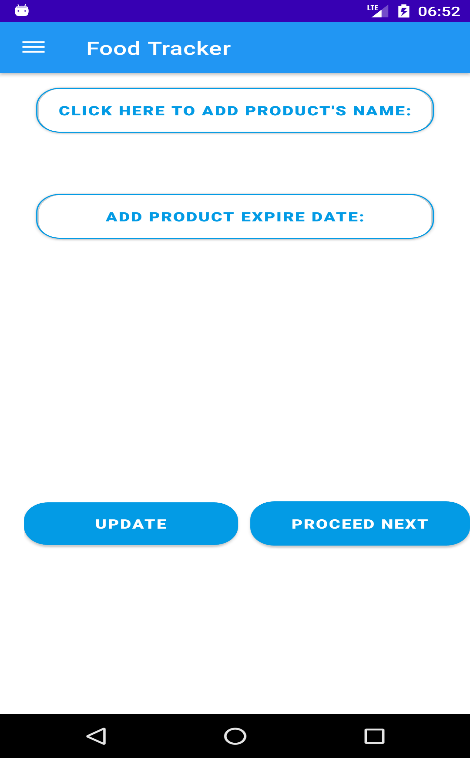 LTE 06:52
Food Tracker
CLICK HERE TO ADD PRODUCT'S NAME:
ADD PRODUCT EXPIRE DATE:
UPDATE PROCEED NEXT